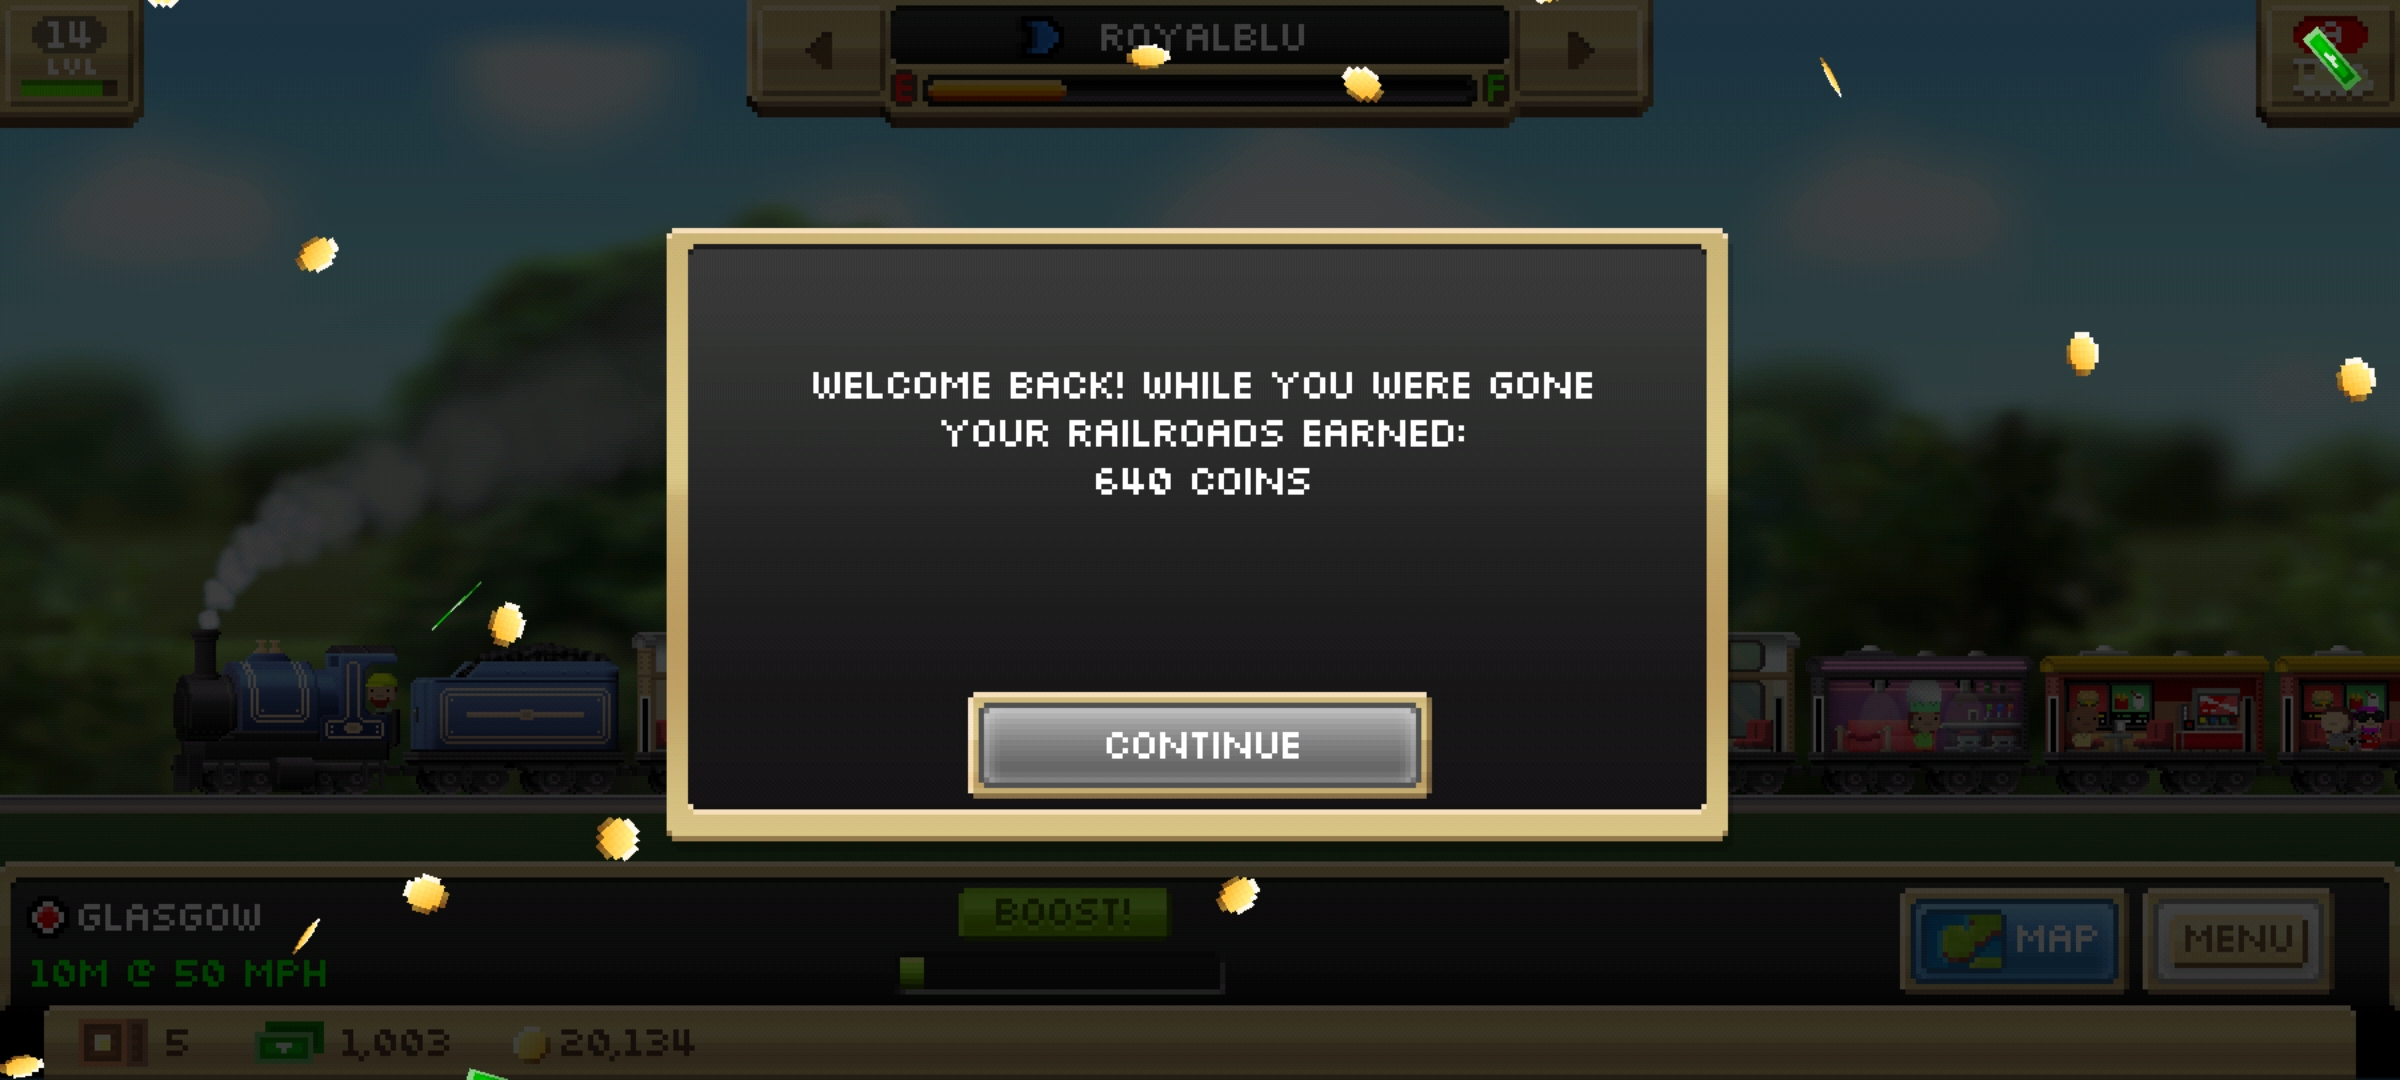 14
LVL
ROYALBLU
E
F
WELCOME BACK! WHILE YOU WERE GONE
YOUR RAILROADS EARNED:
640 COINS
CONTINUE
GLASGOW
10M @ 50 MPH
BOOST!
MAP
MENU
5
1,003
20,134